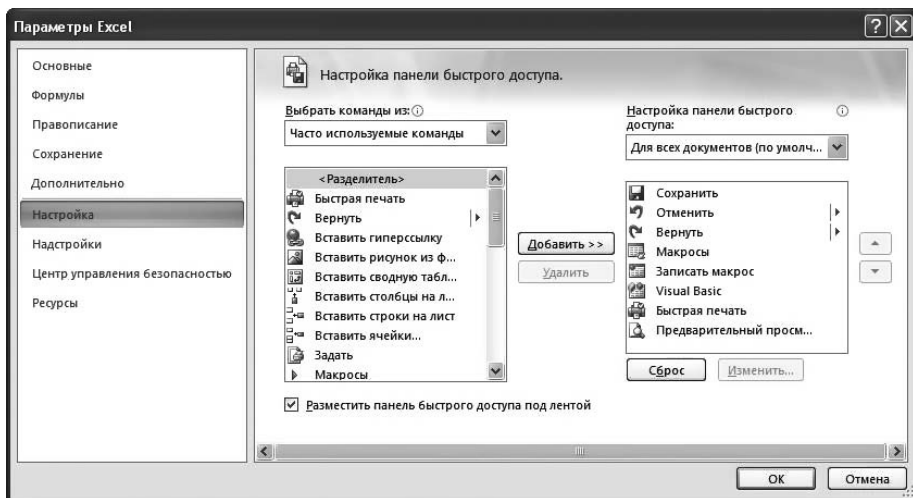 Параметры Excel
Основные
Формулы
Правописание
Сохранение
Дополнительно
Настройка
Надстройки
Центр управления безопасностью
Ресурсы
Настройка панели быстрого доступа.
Выбрать команды из:
Часто используемые команды
<Разделитель>
Быстрая печать
Вернуть
Вставить гиперссылку
Вставить рисунок из ф...
Вставить сводную табл...
Вставить столбцы на л...
Вставить строки на лист
Вставить ячейки...
Задать
Макросы
Добавить >>
Удалить
Настройка панели быстрого
доступа:
Для всех документов (по умолч...
Сохранить
Отменить
Вернуть
Макросы
Записать макрос
Visual Basic
Быстрая печать
Предварительный просм...
Сброс
Изменить...
Разместить панель быстрого доступа под лентой
ОК
Отмена